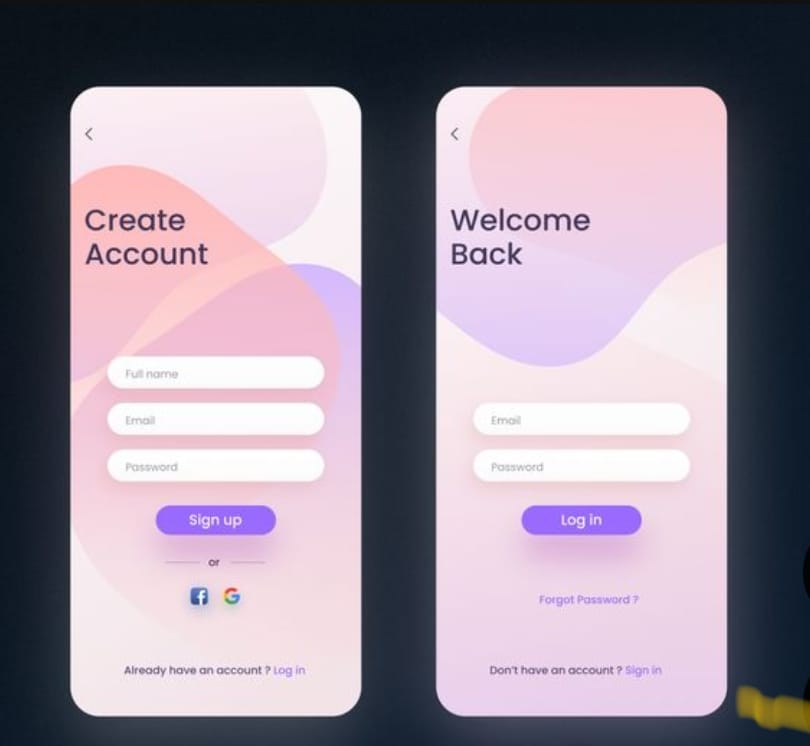 Create
Account
Full name
Email
Password
Sign up
or
Already have an account ? Log in
Welcome
Back
Email
Password
Log in
Forgot Password ?
Don't have an account ? Sign in